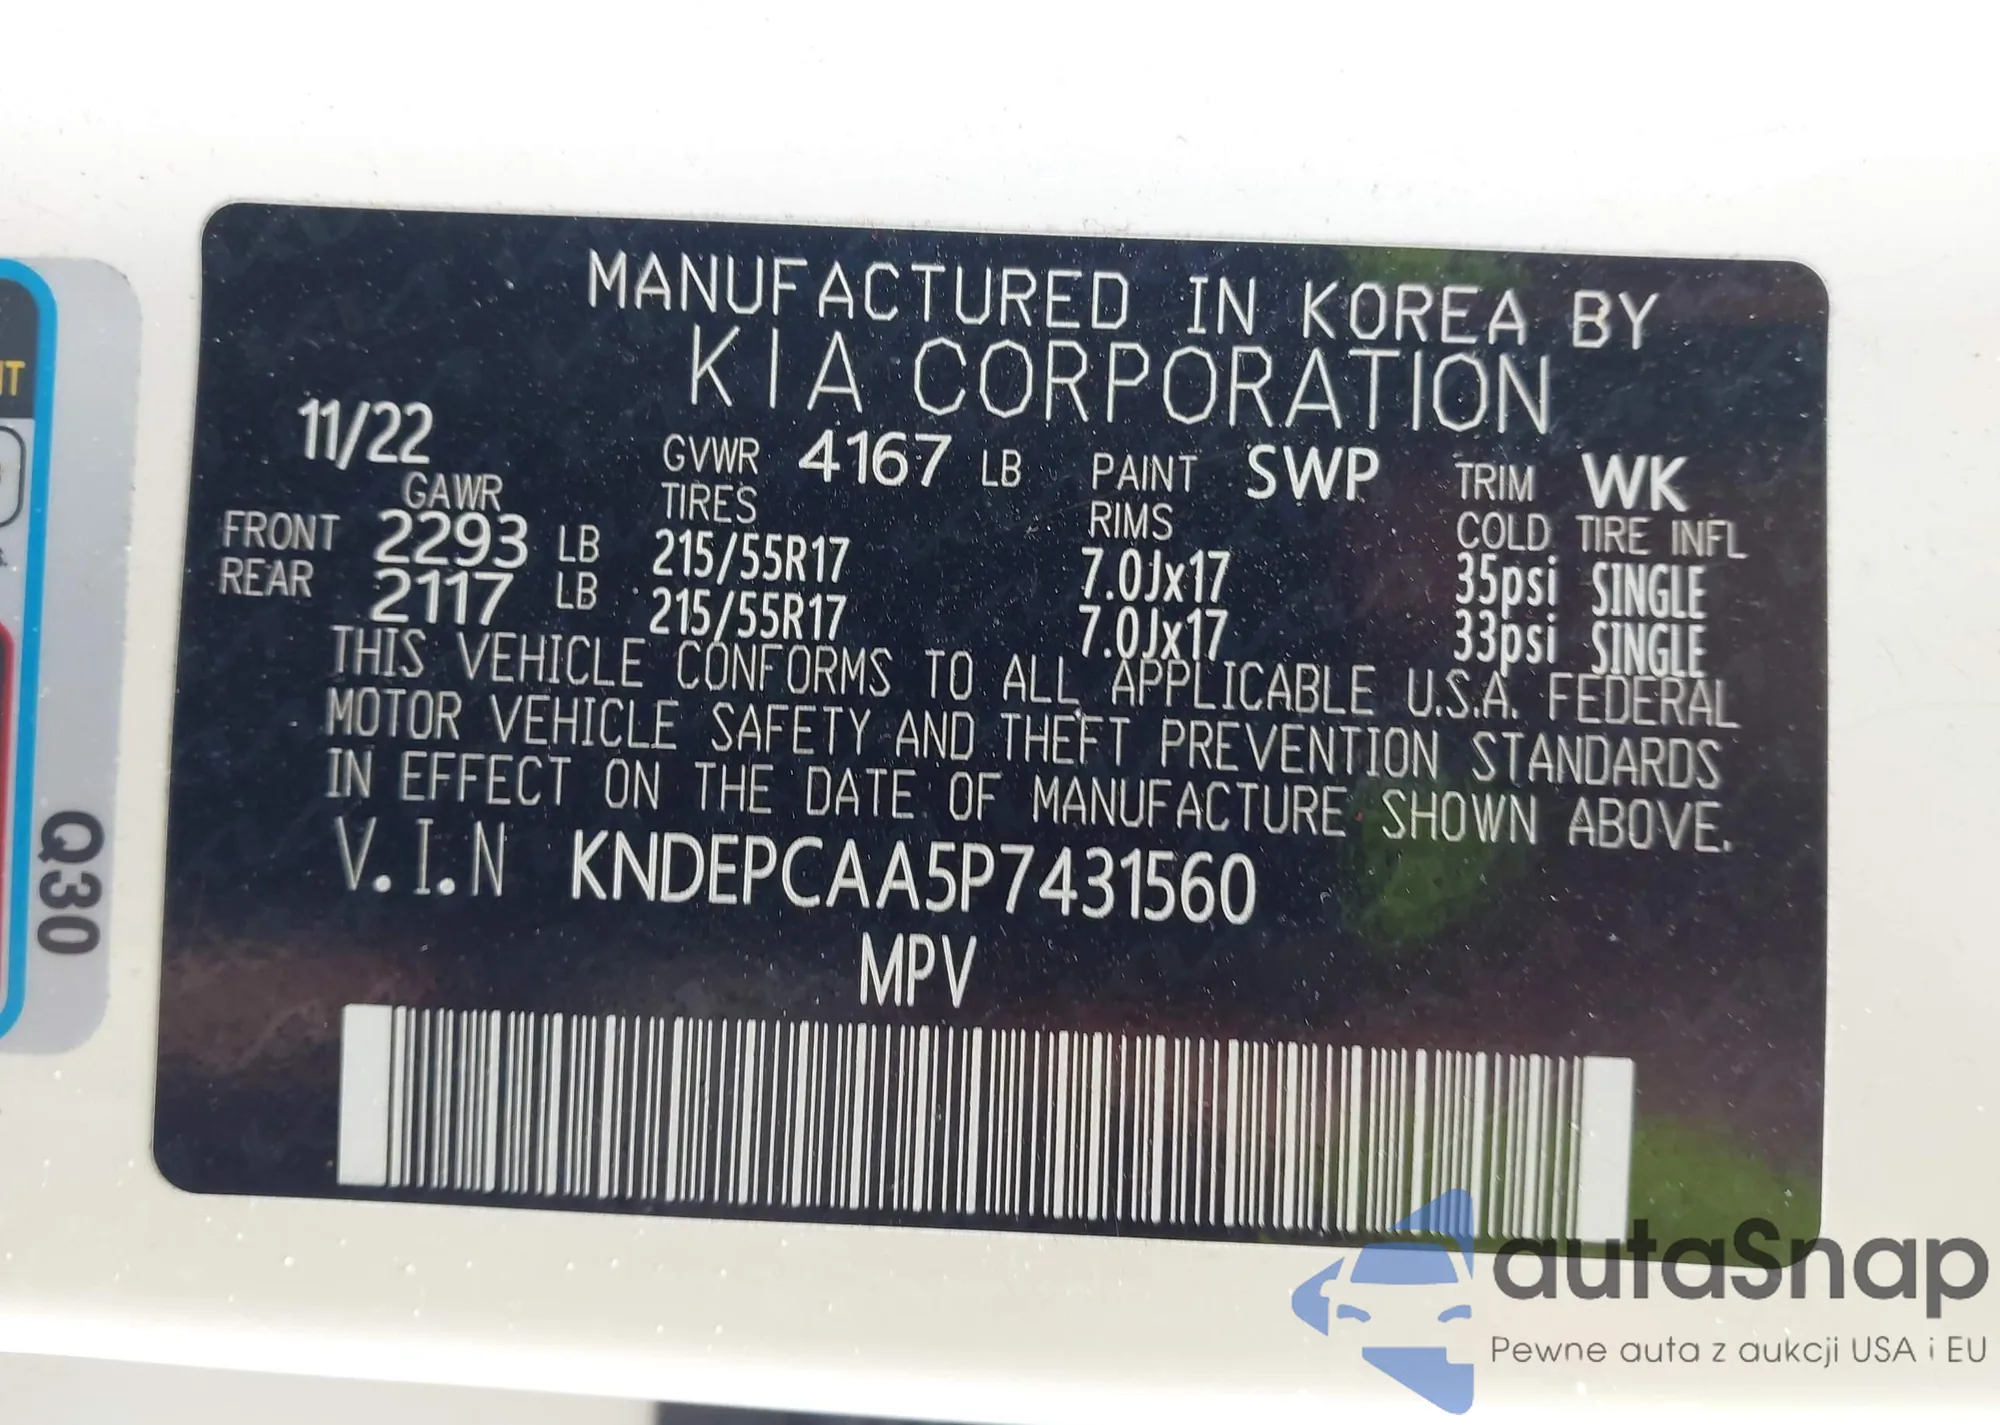 MANUFACTURED IN KOREA BY
KIA CORPORATION
11/22 GVWR 4167 LB PAINT SWP TRIM WK
GAWR TIRES RIMS COLD TIRE INFL
FRONT 2293 LB 215/55R17 7.0Jx17 35psi SINGLE
REAR 2117 LB 215/55R17 7.0Jx17 33psi SINGLE
THIS VEHICLE CONFORMS TO ALL APPLICABLE U.S.A. FEDERAL
MOTOR VEHICLE SAFETY AND THEFT PREVENTION STANDARDS
IN EFFECT ON THE DATE OF MANUFACTURE SHOWN ABOVE.
V.I.N KNDEPCAA5P7431560
MPV
Q30
autaSnap
Pewne auta z aukcji USA i EU